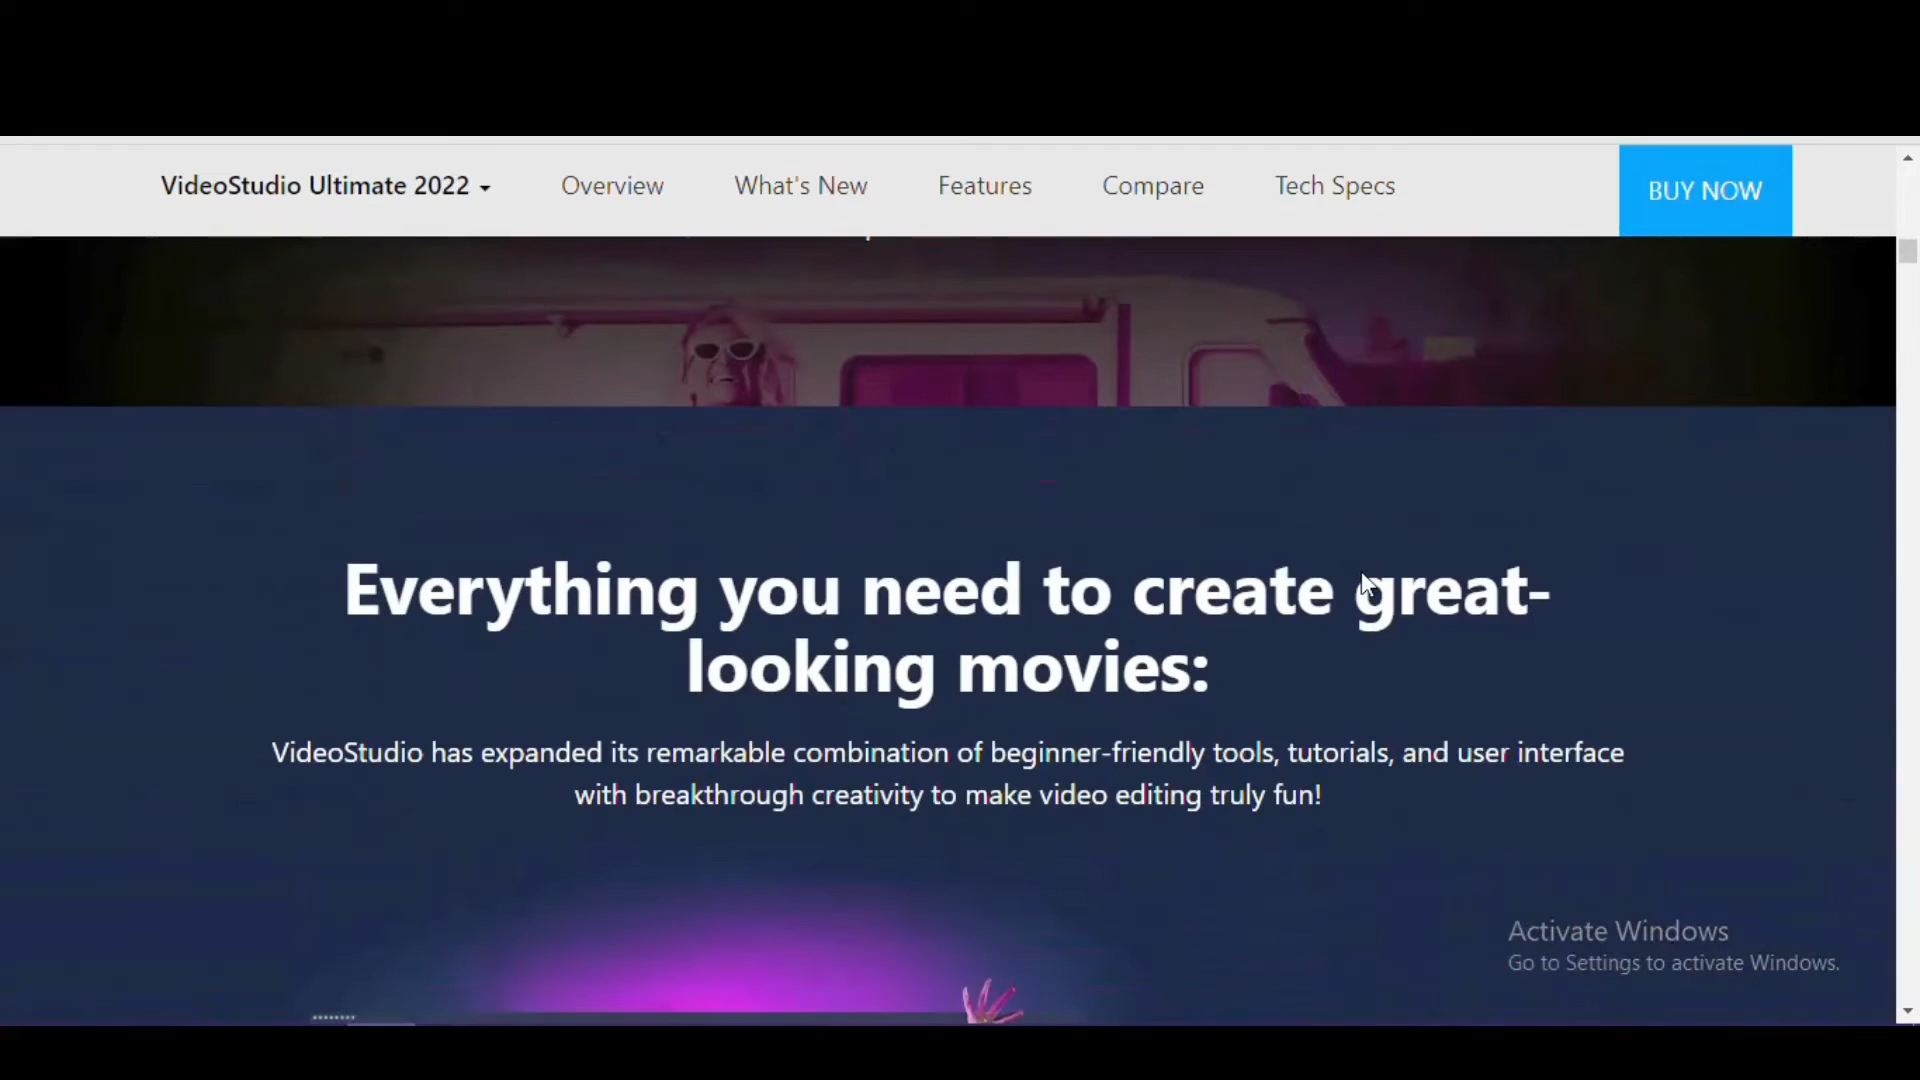 VideoStudio Ultimate 2022 Overview What's New Features Compare Tech Specs BUY NOW
Everything you need to create great-
looking movies:
VideoStudio has expanded its remarkable combination of beginner-friendly tools, tutorials, and user interface
with breakthrough creativity to make video editing truly fun!
Activate Windows
Go to Settings to activate Windows.